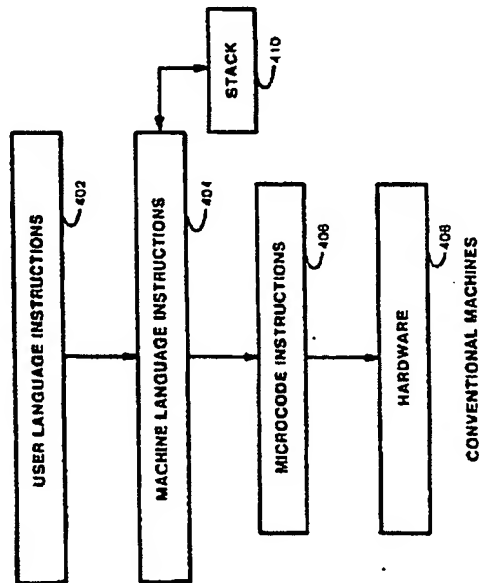 USER LANGUAGE INSTRUCTIONS
402
MACHINE LANGUAGE INSTRUCTIONS
404
STACK
410
MICROCODE INSTRUCTIONS
406
HARDWARE
408
CONVENTIONAL MACHINES